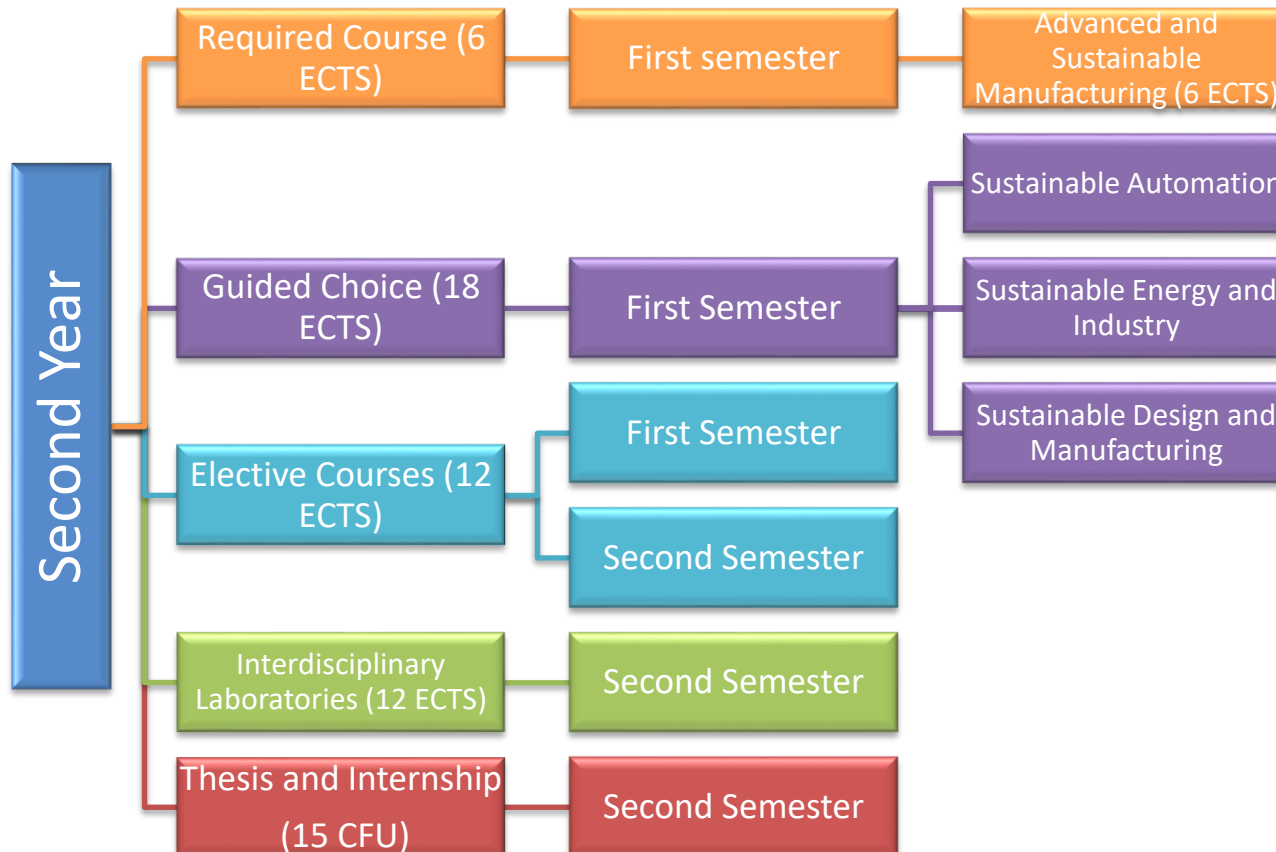 Second Year
Required Course (6
ECTS)
First semester
Advanced and
Sustainable
Manufacturing (6 ECTS)
Guided Choice (18
ECTS)
First Semester
Sustainable Automation
Sustainable Energy and
Industry
Sustainable Design and
Manufacturing
Elective Courses (12
ECTS)
First Semester
Second Semester
Interdisciplinary
Laboratories (12 ECTS)
Second Semester
Thesis and Internship
(15 CFU)
Second Semester